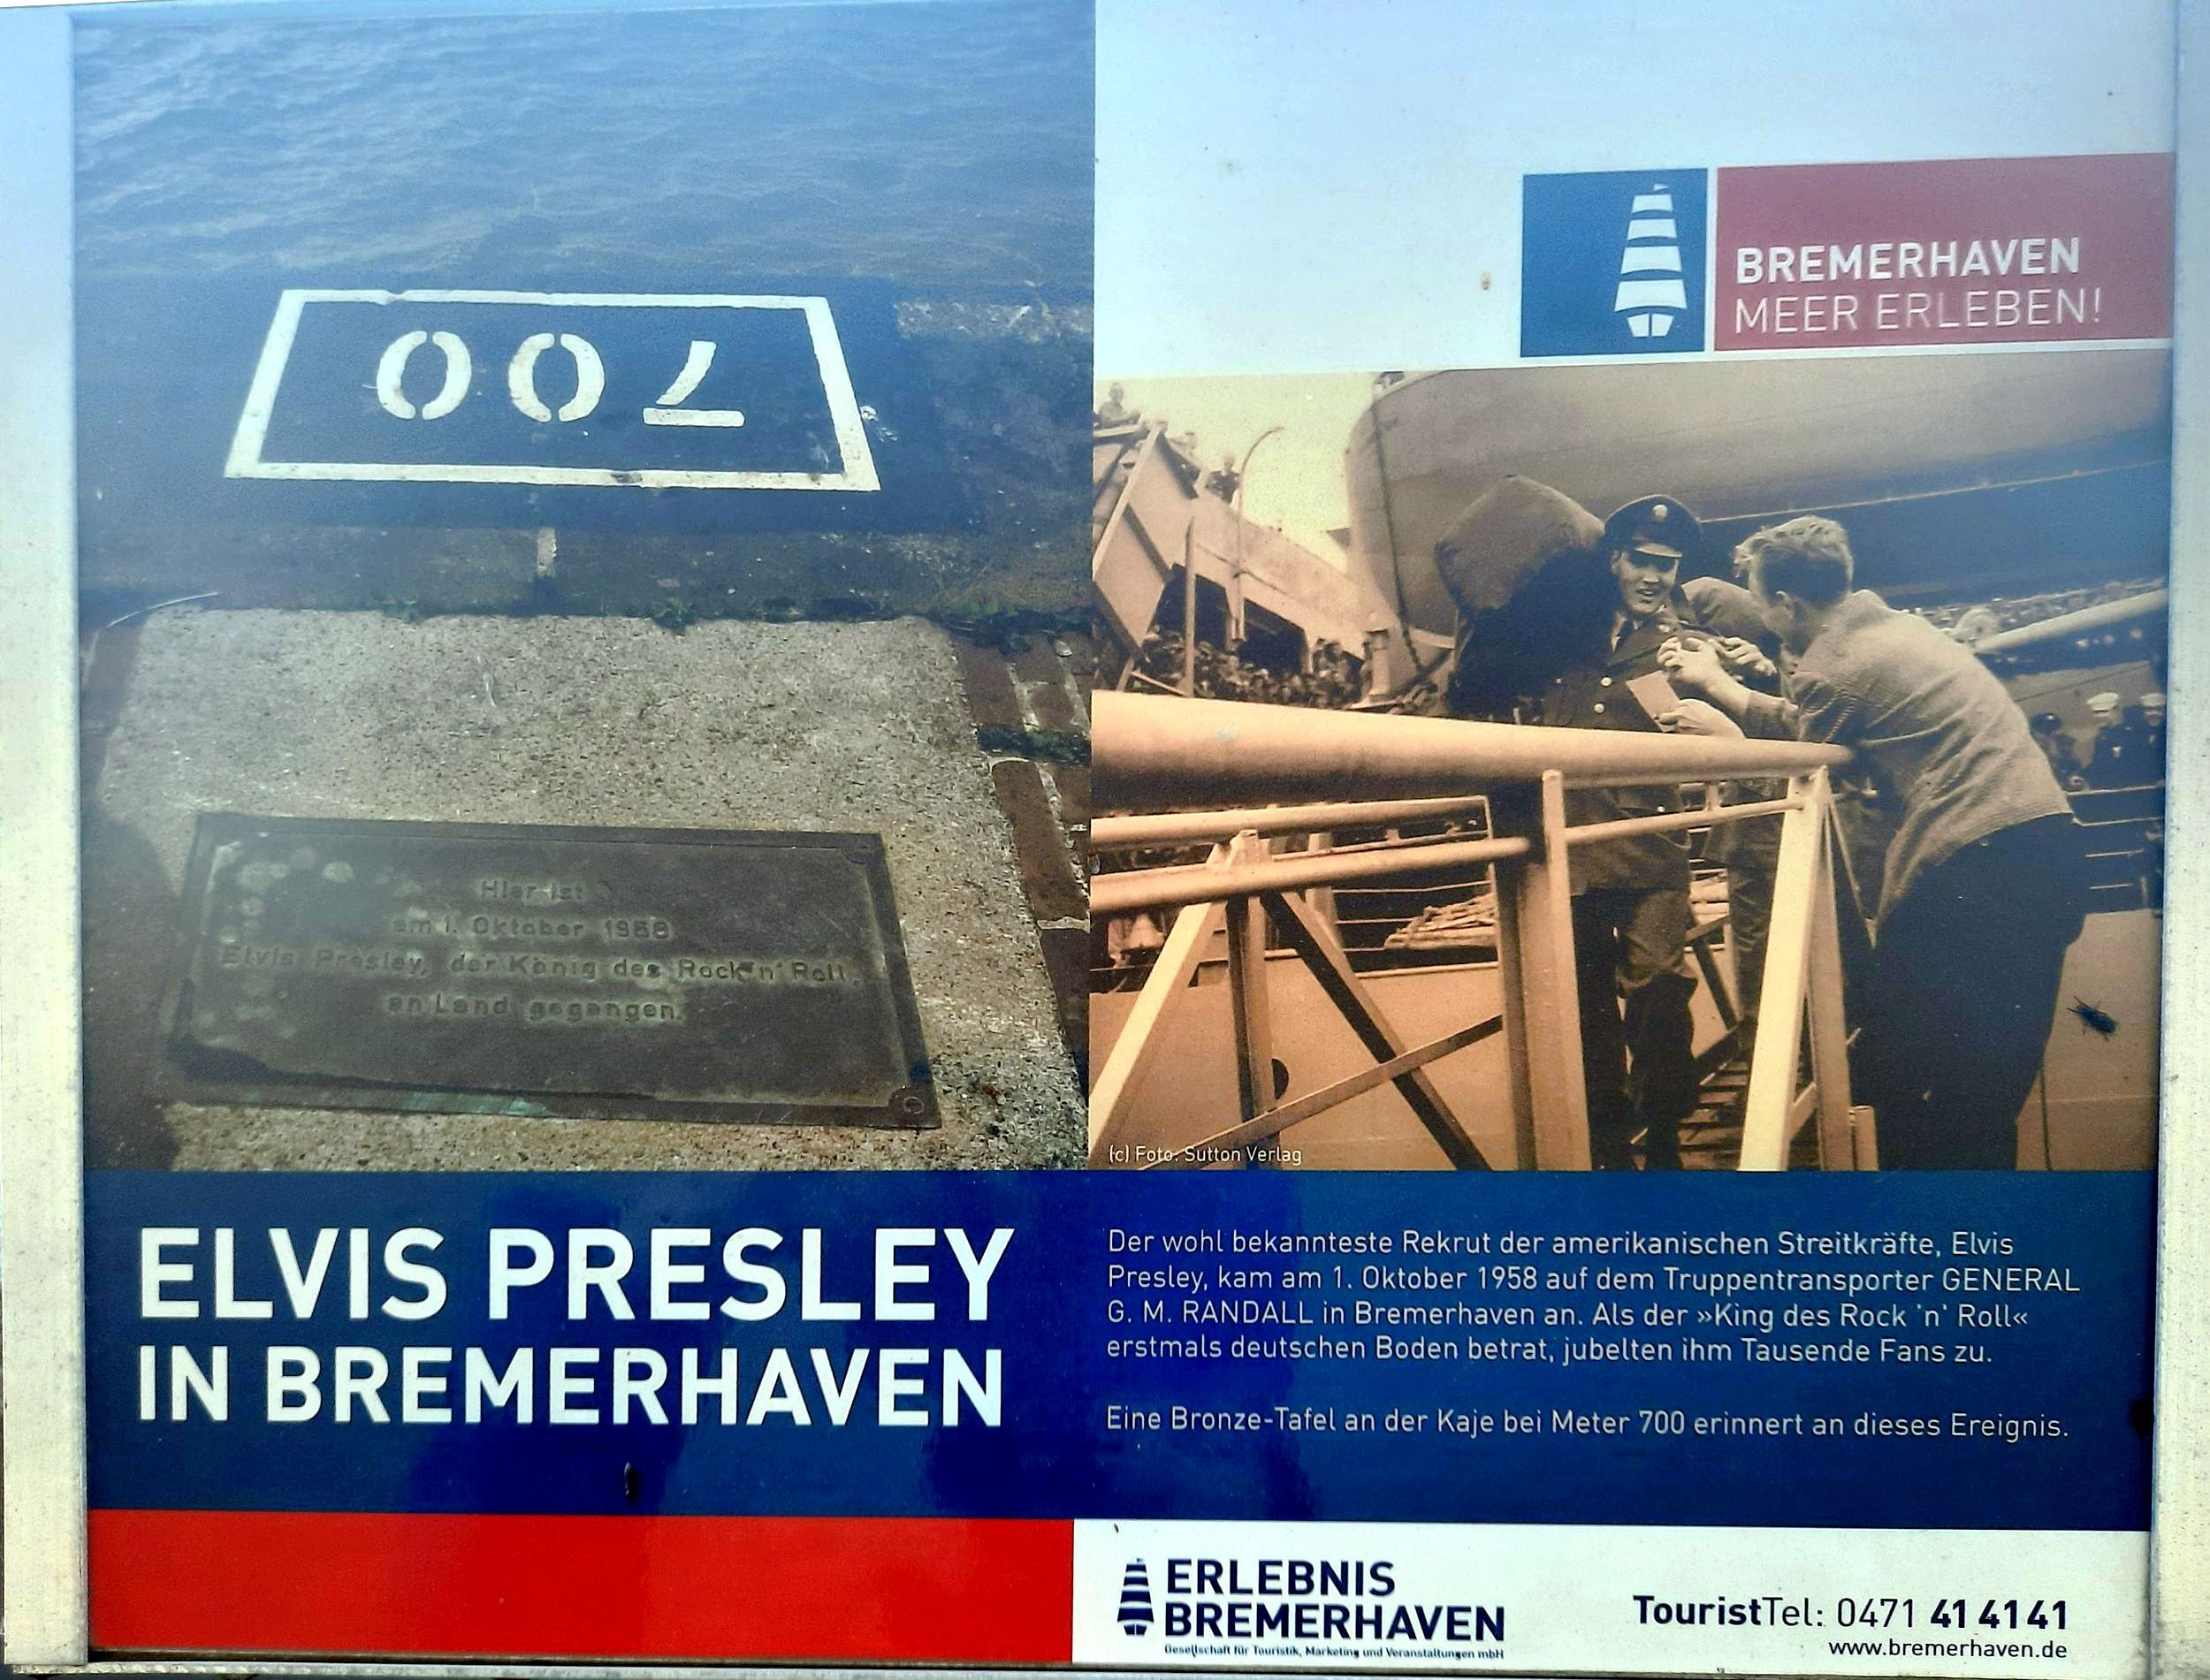 700
Hier ist
am 1. Oktober 1958
Elvis Presley, der König des Rock'n' Roll,
an Land gegangen.
BREMERHAVEN
MEER ERLEBEN!
(c) Foto: Sutton Verlag
ELVIS PRESLEY
IN BREMERHAVEN
Der wohl bekannteste Rekrut der amerikanischen Streitkräfte, Elvis
Presley, kam am 1. Oktober 1958 auf dem Truppentransporter GENERAL
G. M. RANDALL in Bremerhaven an. Als der »King des Rock 'n' Roll«
erstmals deutschen Boden betrat, jubelten ihm Tausende Fans zu.
Eine Bronze-Tafel an der Kaje bei Meter 700 erinnert an dieses Ereignis.
ERLEBNIS
BREMERHAVEN
Gesellschaft für Touristik, Marketing und Veranstaltungen mbH
TouristTel: 0471 41 41 41
www.bremerhaven.de